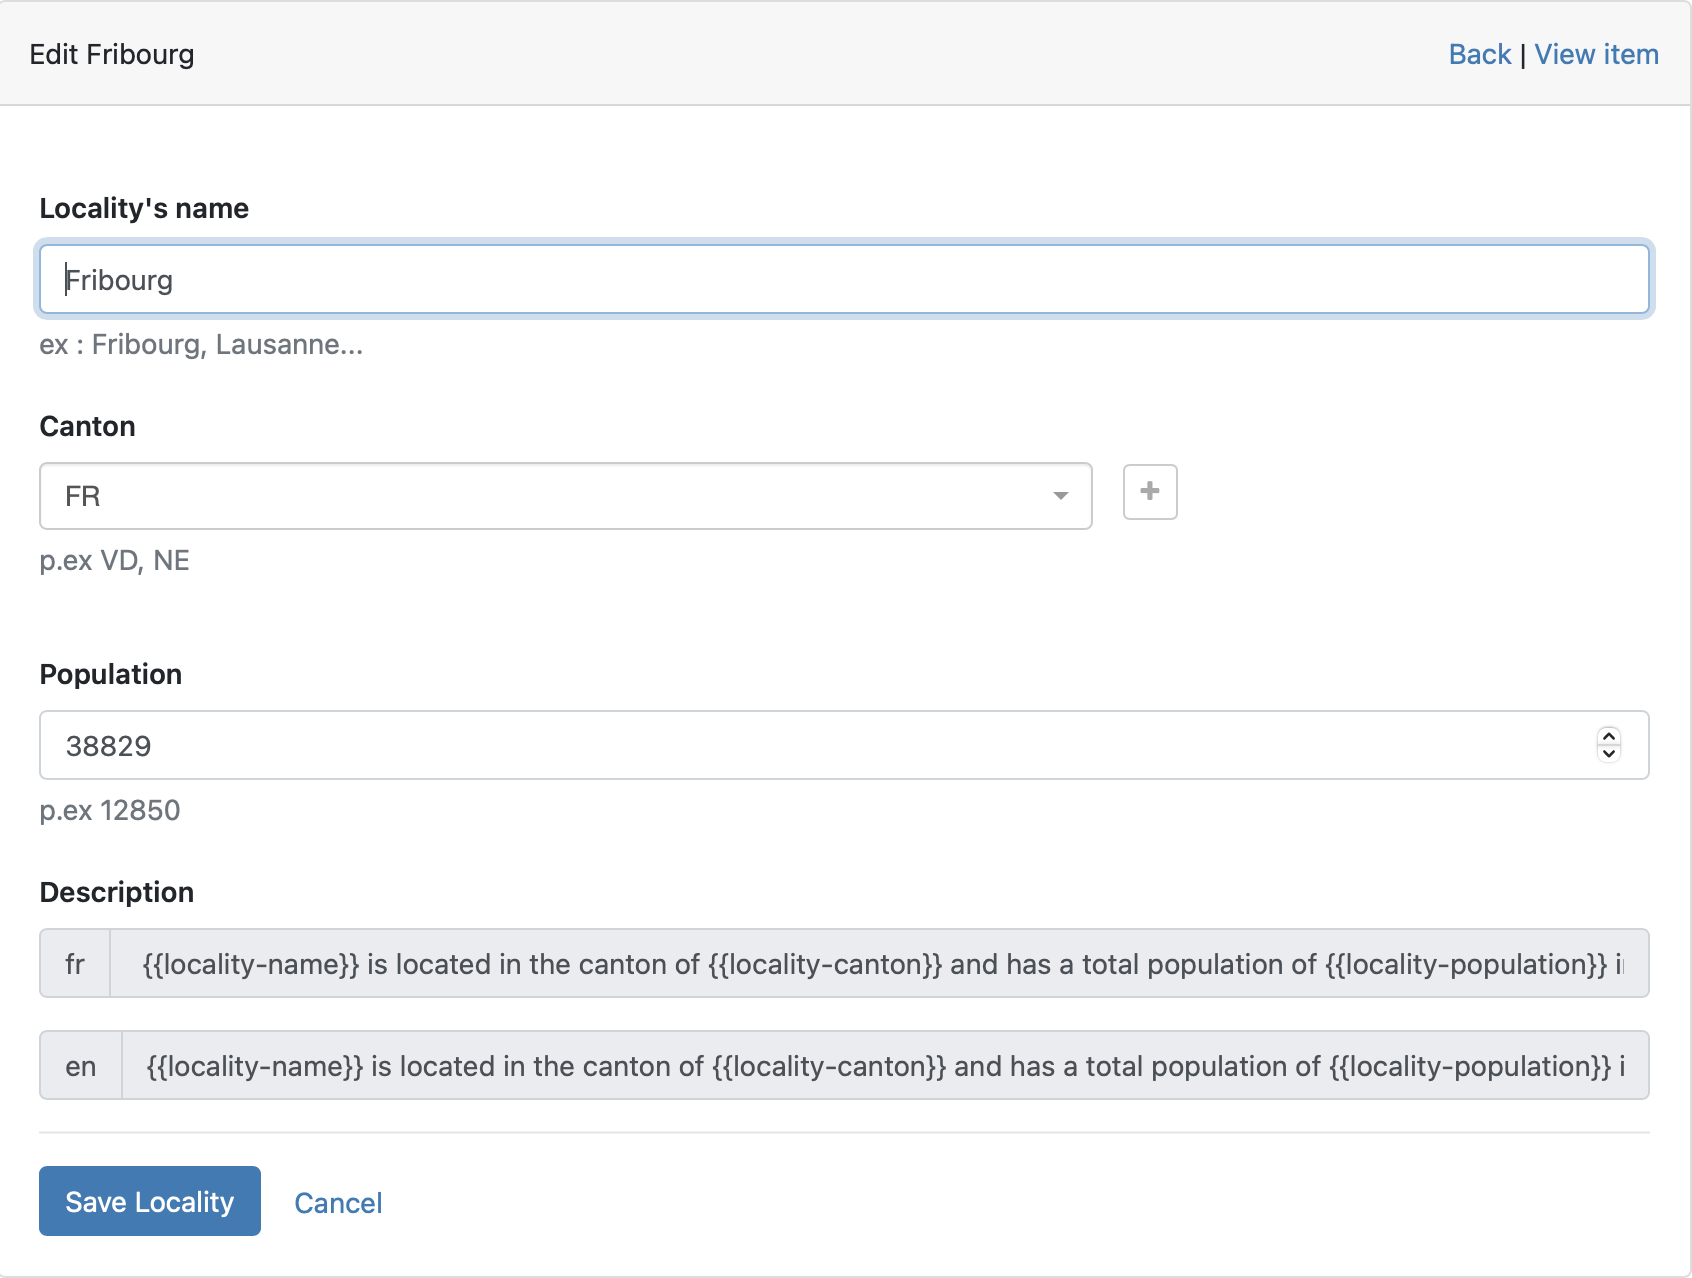 Edit Fribourg
Back | View item
Locality's name
Fribourg
ex : Fribourg, Lausanne...
Canton
FR
p.ex VD, NE
Population
38829
p.ex 12850
Description
fr {{locality-name}} is located in the canton of {{locality-canton}} and has a total population of {{locality-population}}
en {{locality-name}} is located in the canton of {{locality-canton}} and has a total population of {{locality-population}} i
Save Locality Cancel